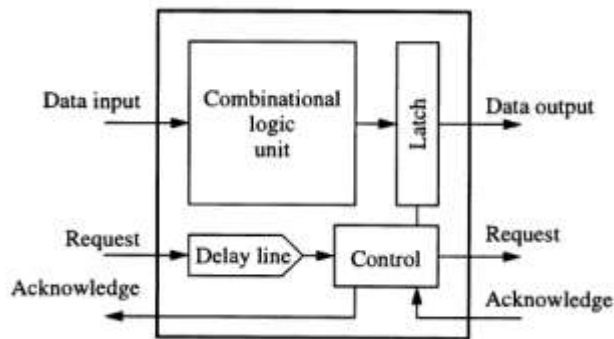 Data input
Combinational
logic
unit
Latch
Data output
Request
Delay line
Control
Request
Acknowledge
Acknowledge